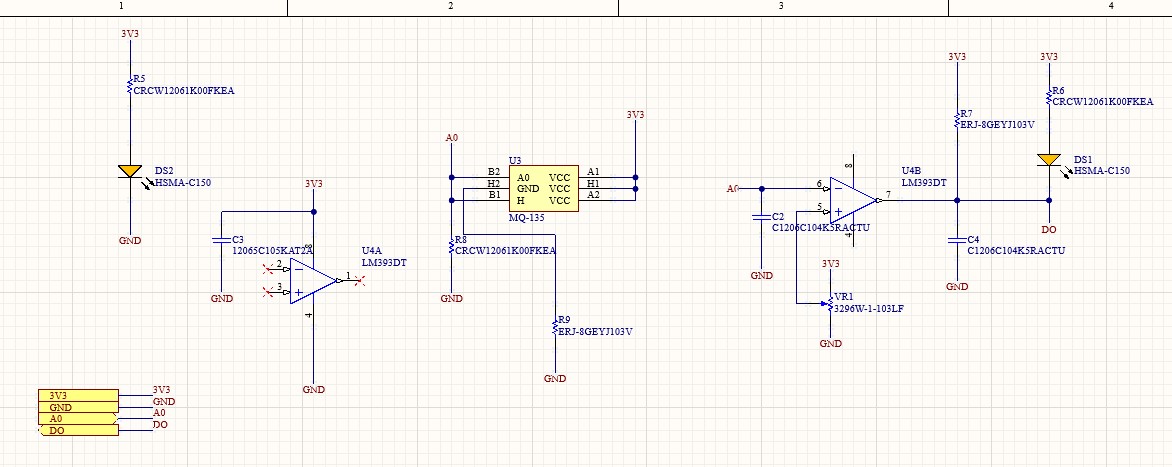 1 2 3 4
3V3
R5
CRCW12061K00FKEA
DS2
HSMA-C150
GND
3V3
C3
12065C105KAT2A
GND
8
U4A
LM393DT
2
3
1
4
GND
3V3
GND
A0
DO
3V3
GND
A0
DO
A0
3V3
U3
B2
H2
B1
A0 VCC
GND VCC
H VCC
A1
H1
A2
MQ-135
R8
CRCW12061K00FKEA
GND
R9
ERJ-8GEYJ103V
GND
A0
C2
C1206C104K5RACTU
GND
6
5
8
4
7
U4B
LM393DT
3V3
VR1
3296W-1-103LF
GND
3V3
R7
ERJ-8GEYJ103V
C4
C1206C104K5RACTU
GND
3V3
R6
CRCW12061K00FKEA
DS1
HSMA-C150
DO